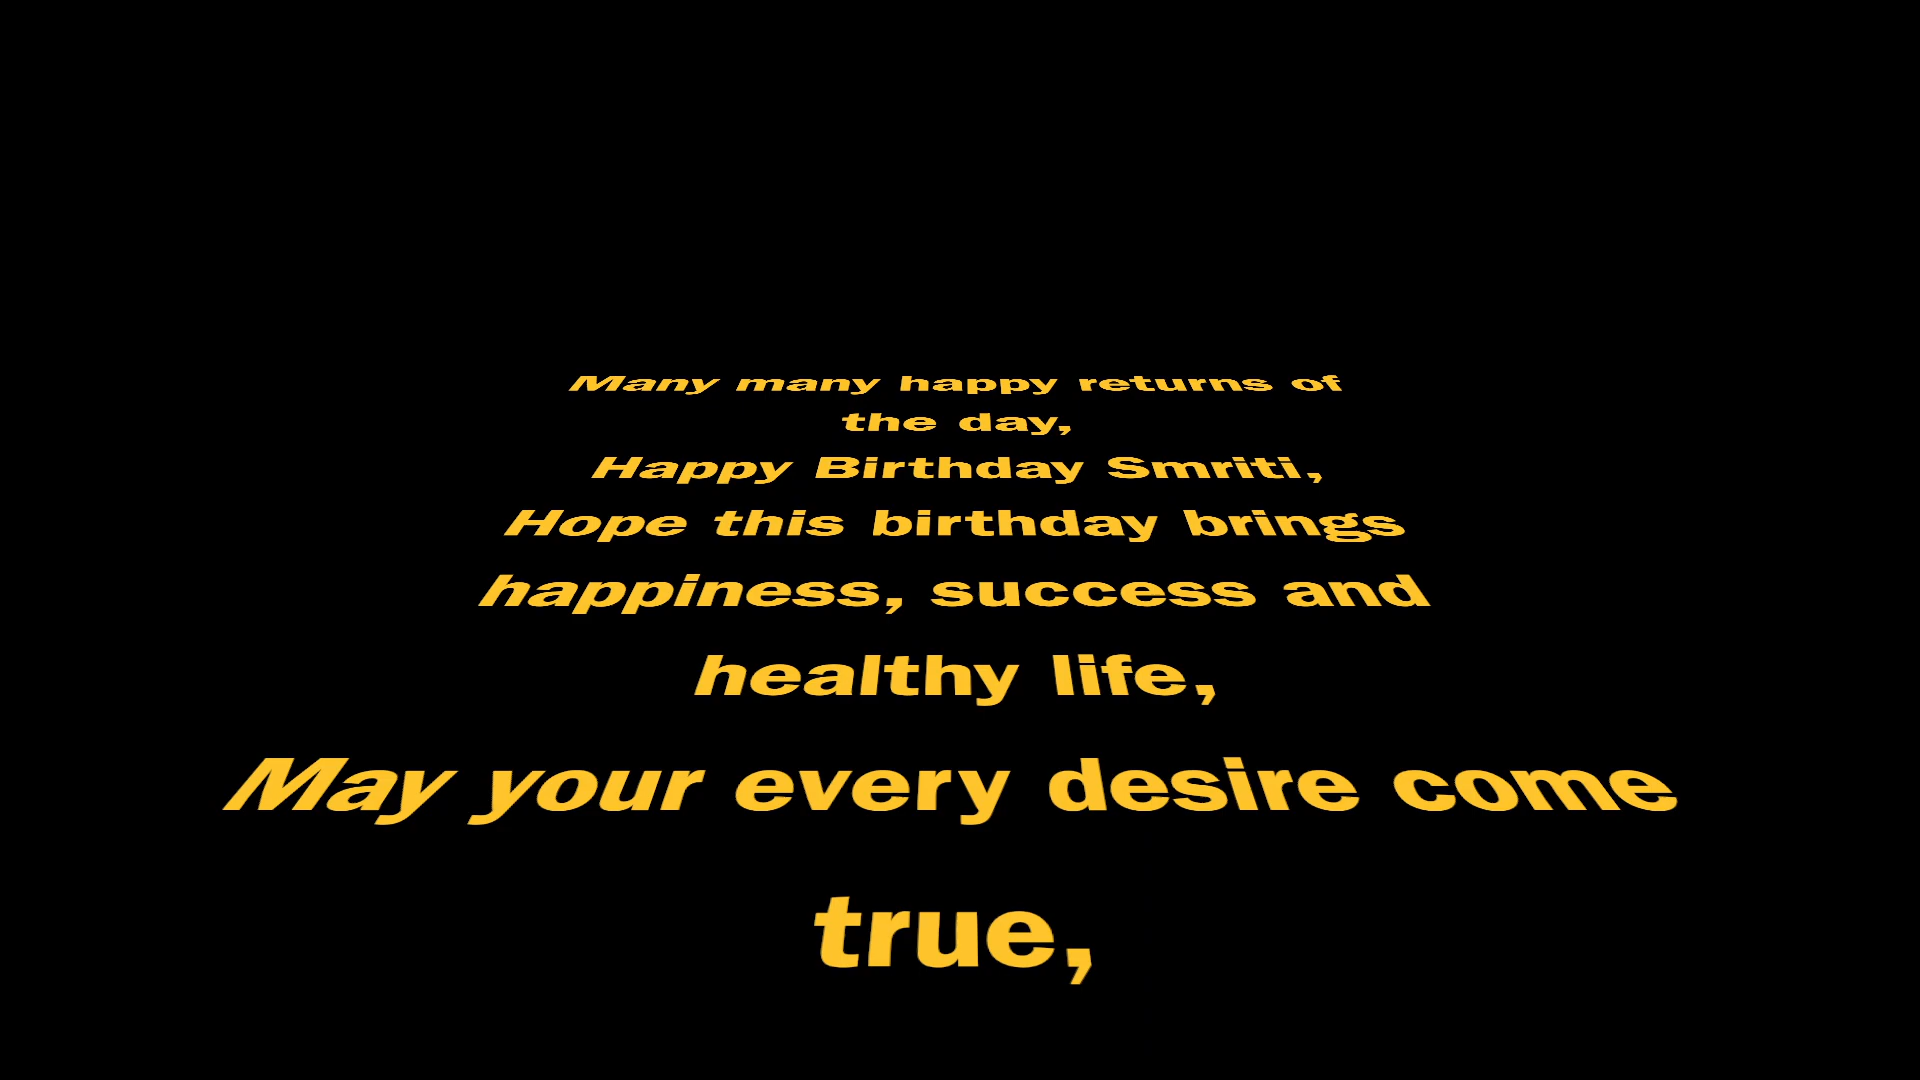 Many many happy returns of
the day,
Happy Birthday Smriti,
Hope this birthday brings
happiness, success and
healthy life,
May your every desire come
true,